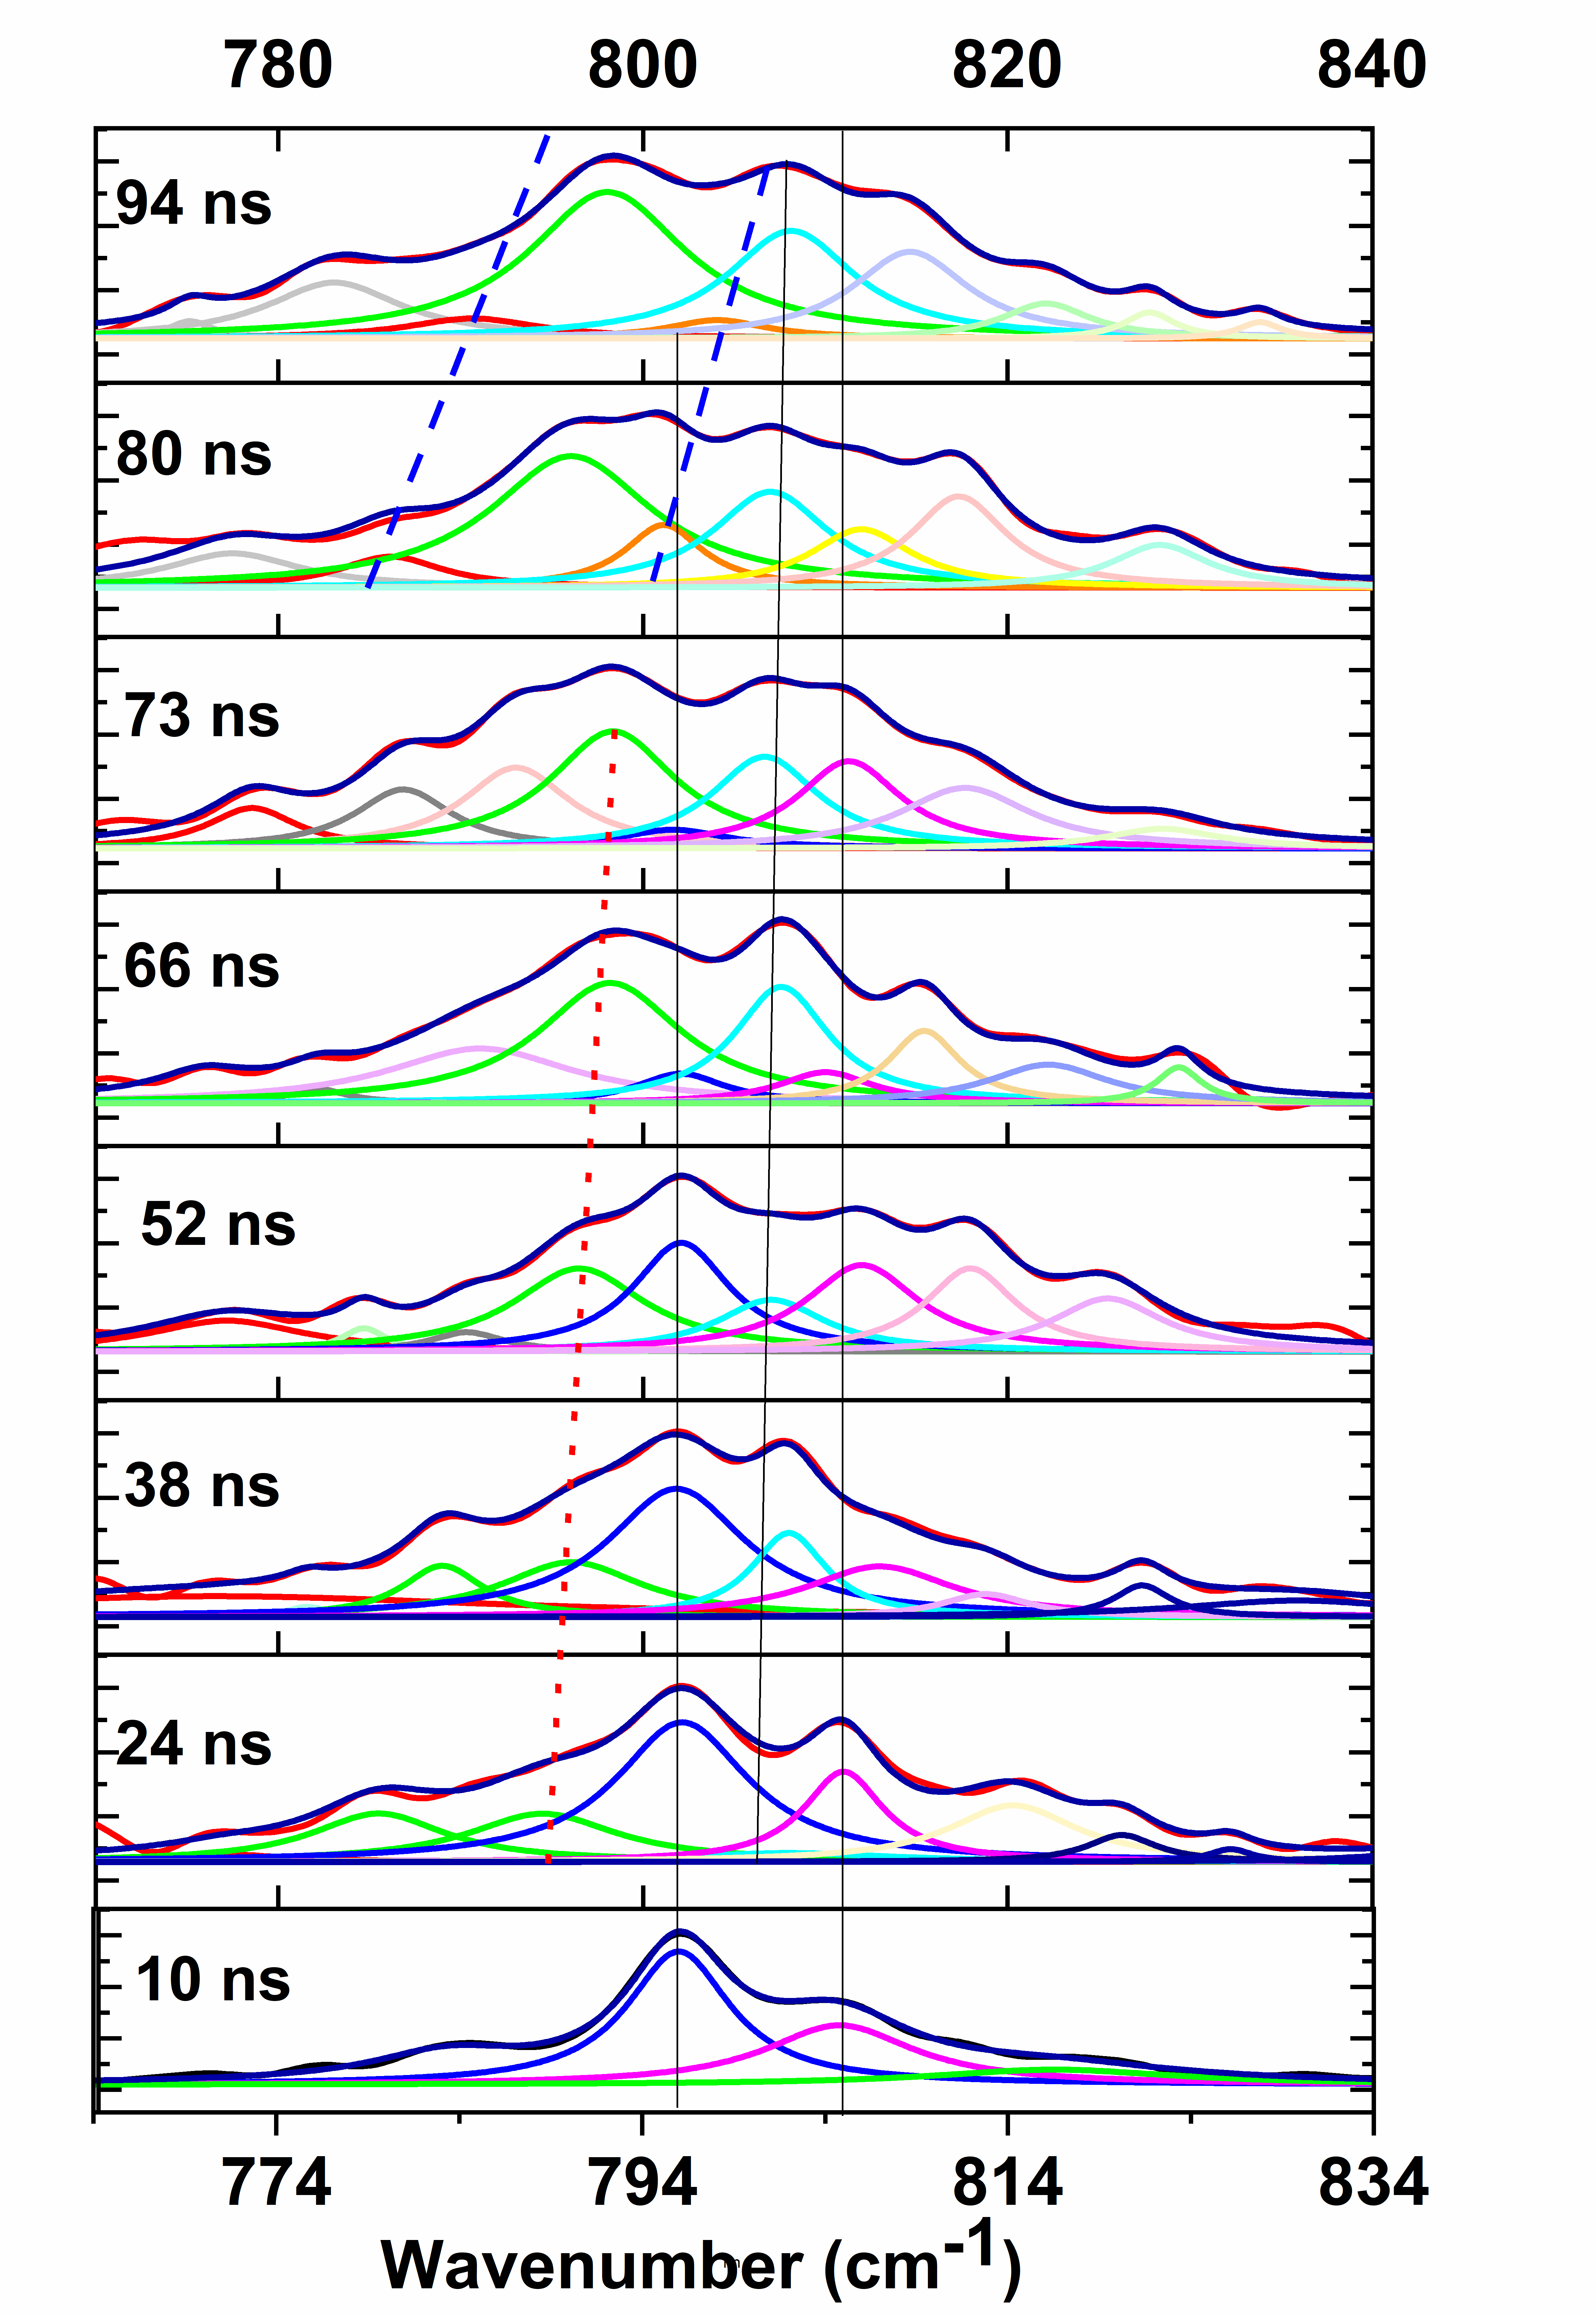 780 800 820 840
94 ns
80 ns
73 ns
66 ns
52 ns
38 ns
24 ns
10 ns
774 794 814 834
Wavenumber (cm-1)